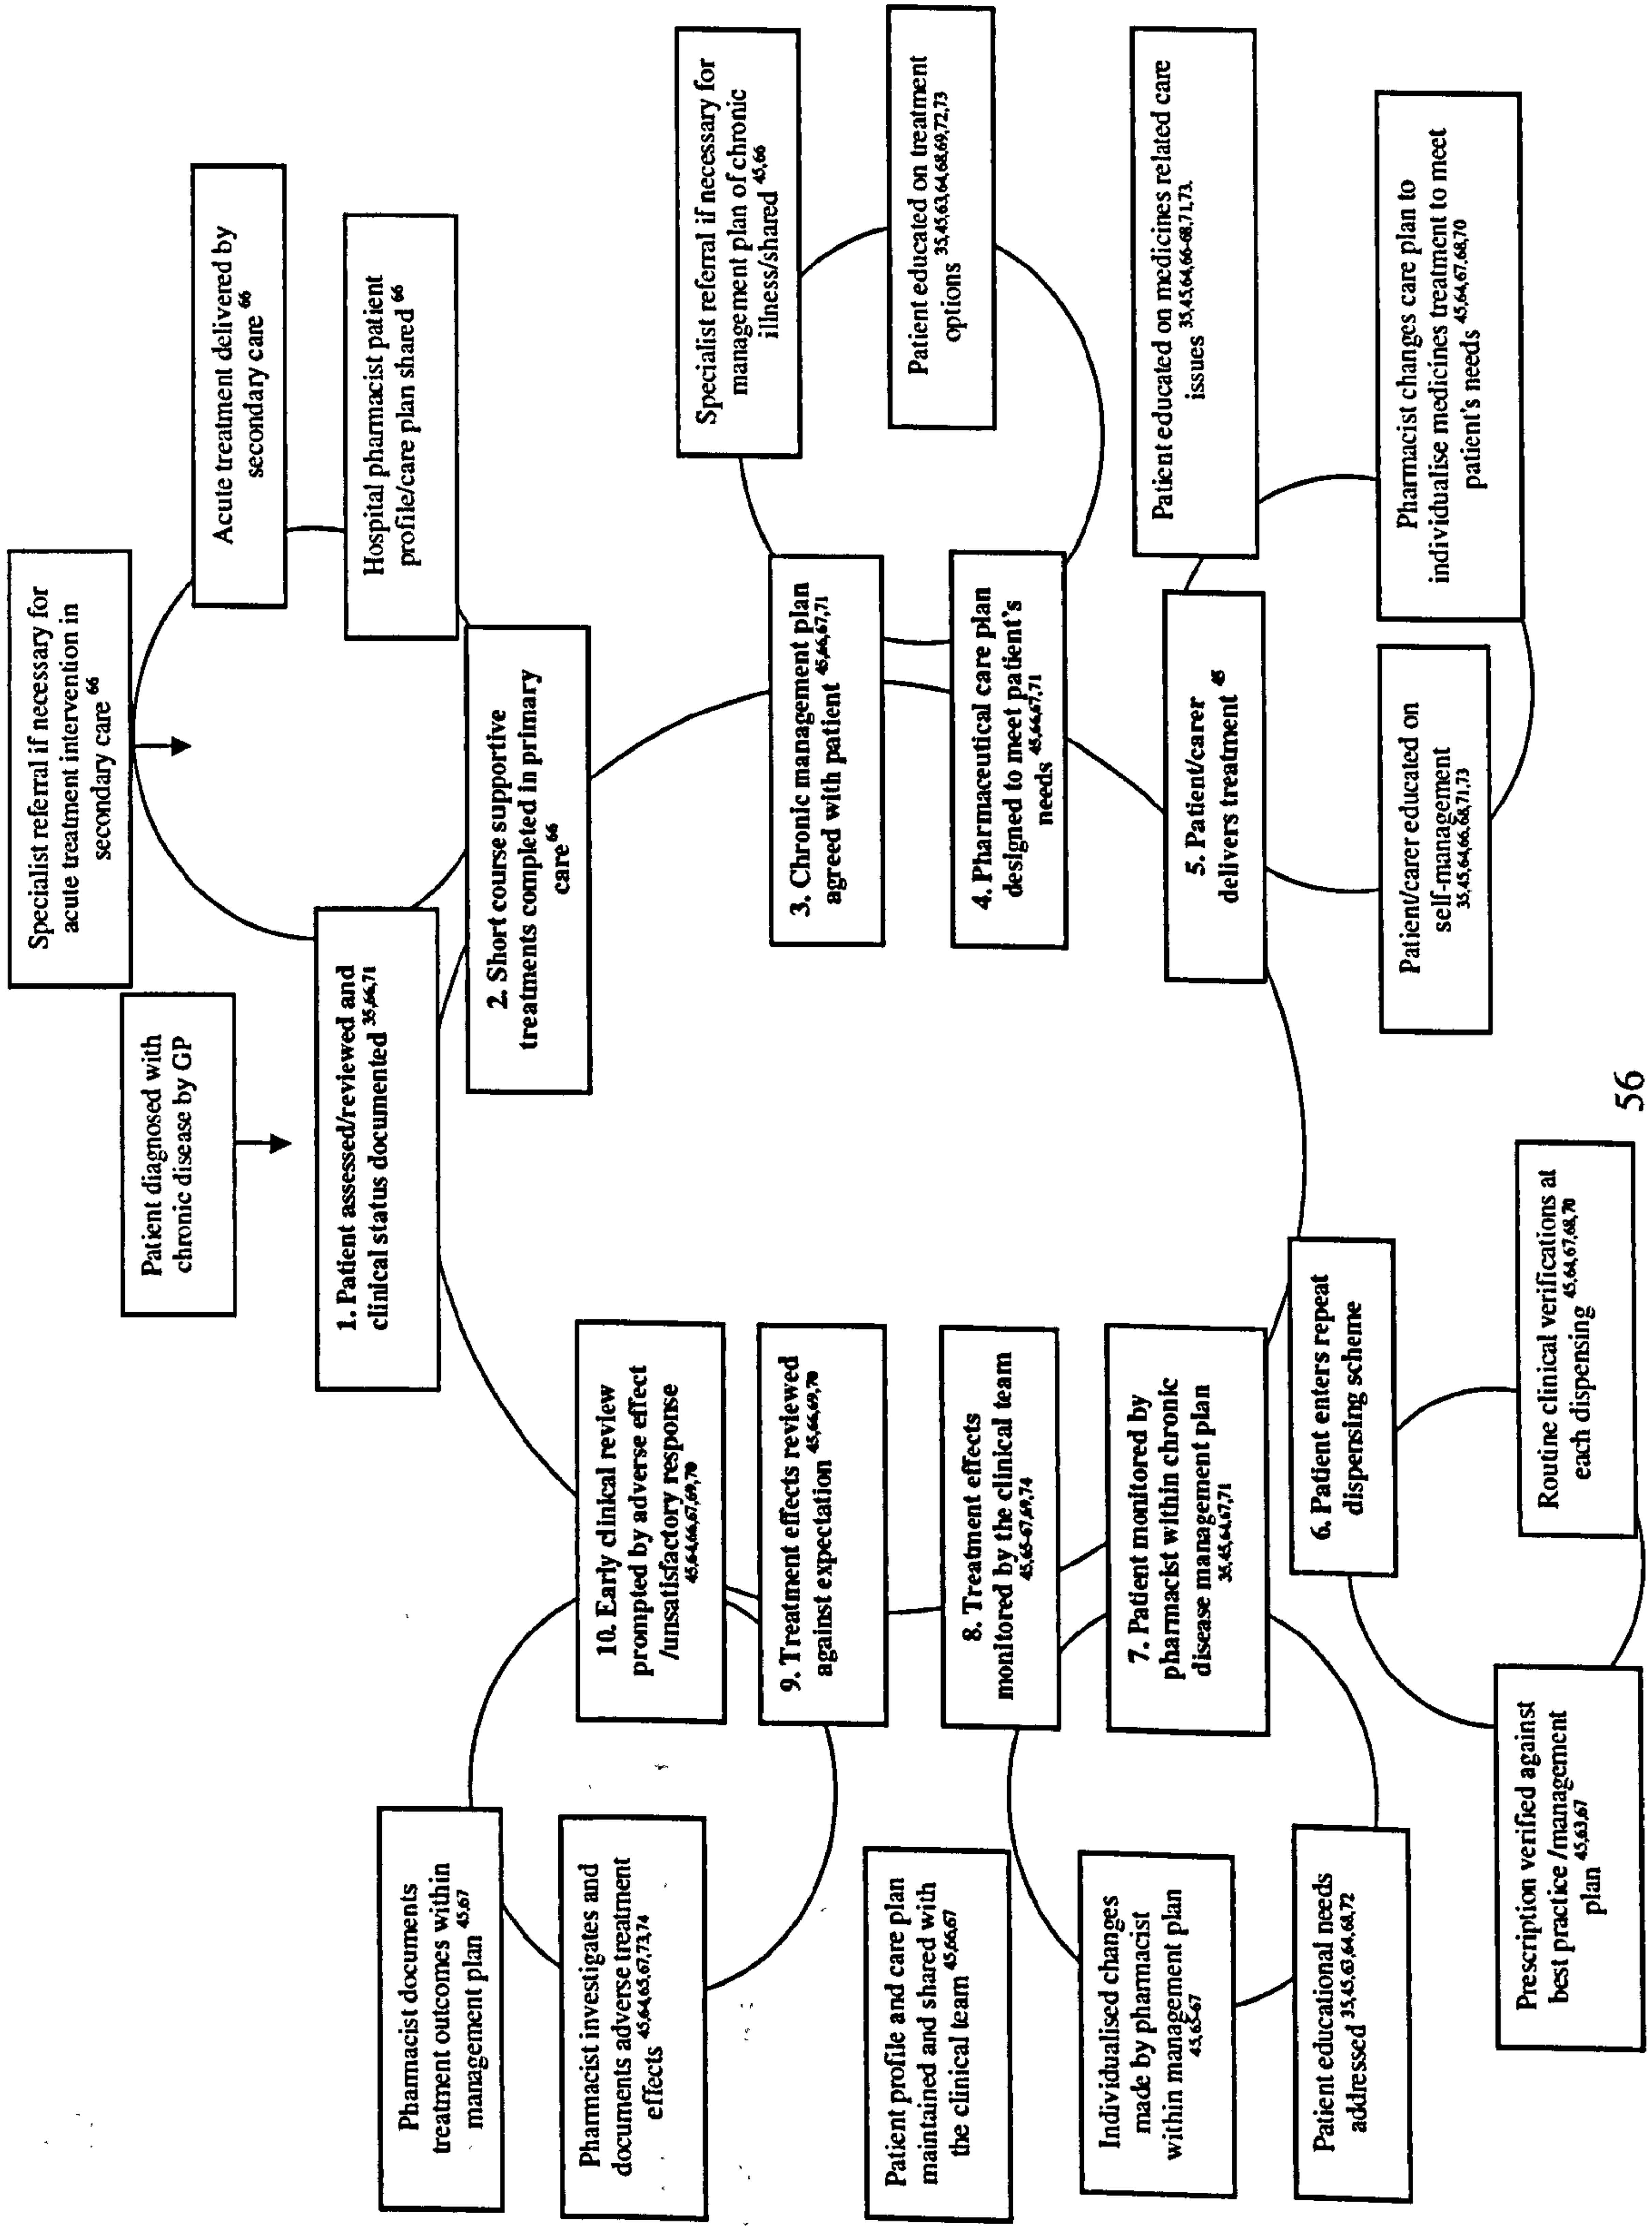 Specialist referral if necessary for
acute treatment intervention in
secondary care 66
Patient diagnosed with
chronic disease by GP
Acute treatment delivered by
secondary care 66
Hospital pharmacist patient
profile/care plan shared 66
1. Patient assessed/reviewed and
clinical status documented 35,66,71
2. Short course supportive
treatments completed in primary
care 66
Specialist referral if necessary for
management plan of chronic
illness/shared 45,66
Patient educated on treatment
options 35,45,63,64,68,69,72,73
3. Chronic management plan
agreed with patient 45,66,67,71
4. Pharmaceutical care plan
designed to meet patient's
needs 45,66,67,71
Patient educated on medicines related care
issues 35,45,64,66-68,71,73.
5. Patient/carer
delivers treatment 45
Pharmacist changes care plan to
individualise medicines treatment to meet
patient's needs 45,64,67,68,70
Patient/carer educated on
self-management
35,45,64,66,68,71,73
6. Patient enters repeat
dispensing scheme
Routine clinical verifications at
each dispensing 45,64,67,68,70
Prescription verified against
best practice /management
plan 45,63,67
7. Patient monitored by
pharmacist within chronic
disease management plan
35,45,64,67,71
8. Treatment effects
monitored by the clinical team
45,65-67,69,74
Patient profile and care plan
maintained and shared with
the clinical team 45,66,67
Individualised changes
made by pharmacist
within management plan
45,65-67
Patient educational needs
addressed 35,45,63,64,68,72
9. Treatment effects reviewed
against expectation 45,66,69,70
10. Early clinical review
prompted by adverse effect
/unsatisfactory response
45,64,66,67,69,70
Pharmacist documents
treatment outcomes within
management plan 45,67
Pharmacist investigates and
documents adverse treatment
effects 45,64,65,67,73,74
56